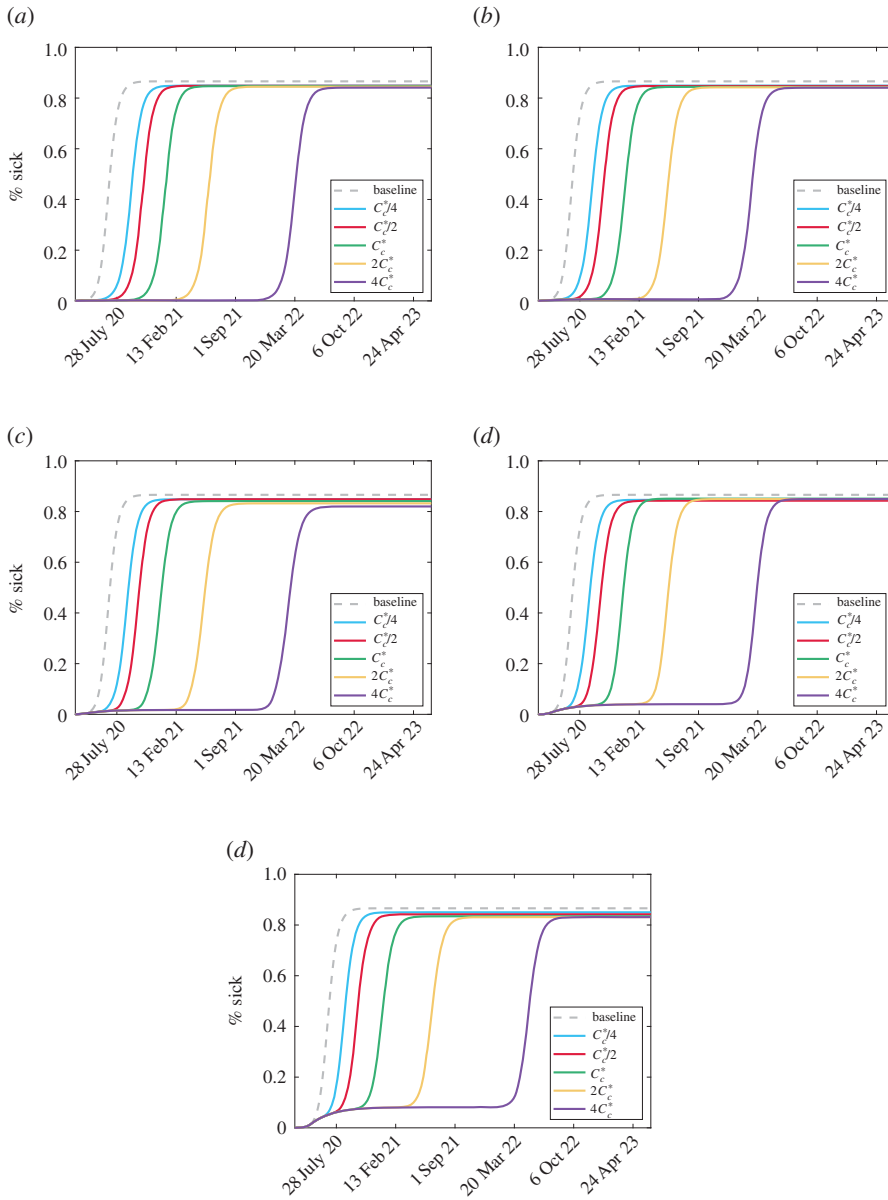 (a)
1.0
0.8
0.6
0.4
0.2
0
% sick
baseline
C*c/4
C*c/2
C*c
2C*c
4C*c
28 July 20
13 Feb 21
1 Sep 21
20 Mar 22
6 Oct 22
24 Apr 23
(b)
1.0
0.8
0.6
0.4
0.2
0
baseline
C*c/4
C*c/2
C*c
2C*c
4C*c
28 July 20
13 Feb 21
1 Sep 21
20 Mar 22
6 Oct 22
24 Apr 23
(c)
1.0
0.8
0.6
0.4
0.2
0
% sick
baseline
C*c/4
C*c/2
C*c
2C*c
4C*c
28 July 20
13 Feb 21
1 Sep 21
20 Mar 22
6 Oct 22
24 Apr 23
(d)
1.0
0.8
0.6
0.4
0.2
0
baseline
C*c/4
C*c/2
C*c
2C*c
4C*c
28 July 20
13 Feb 21
1 Sep 21
20 Mar 22
6 Oct 22
24 Apr 23
(d)
1.0
0.8
0.6
0.4
0.2
0
% sick
baseline
C*c/4
C*c/2
C*c
2C*c
4C*c
28 July 20
13 Feb 21
1 Sep 21
20 Mar 22
6 Oct 22
24 Apr 23